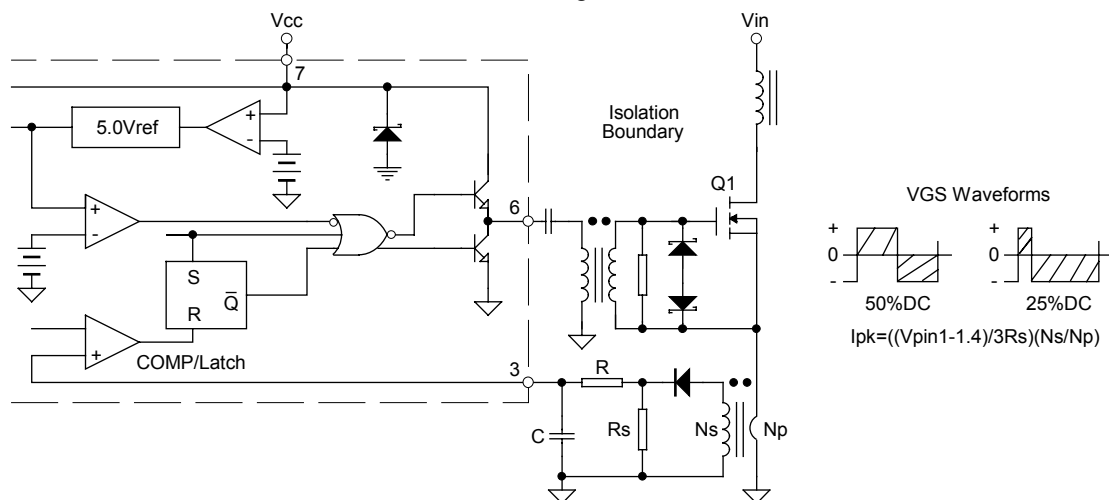 Vcc
Vin
7
5.0Vref
+
-
Isolation
Boundary
Q1
VGS Waveforms
6
+
-
+
0
-
+
0
-
S
R
Q
50%DC
25%DC
+
COMP/Latch
Ipk=((Vpin1-1.4)/3Rs)(Ns/Np)
3
R
C
Rs
Ns
Np